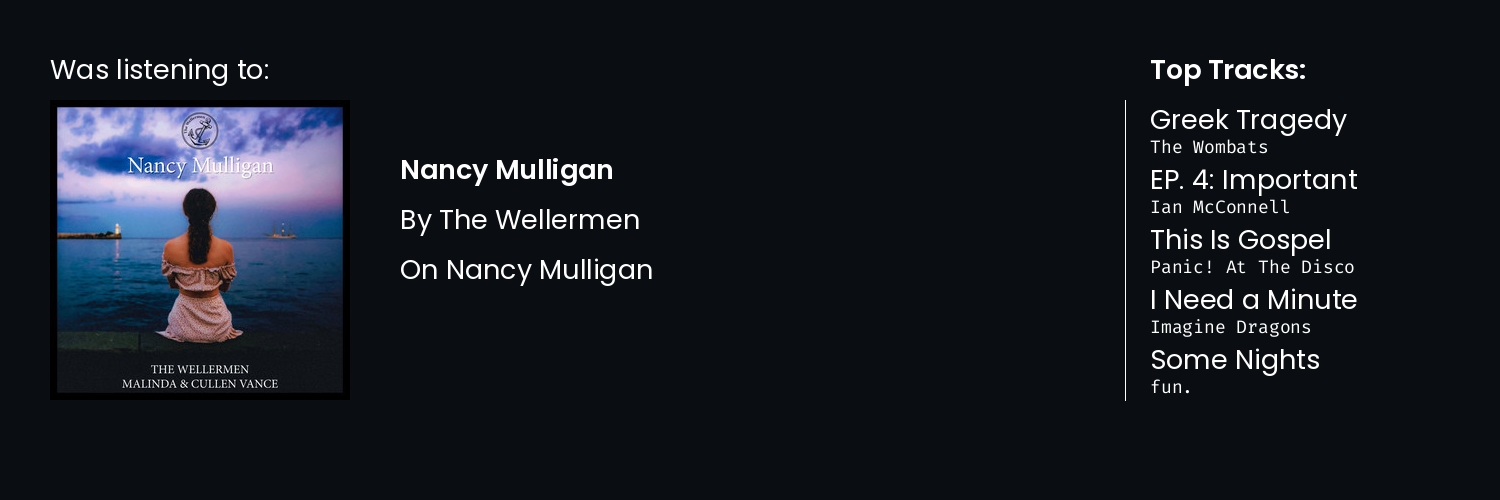 Was listening to:
Nancy Mulligan
THE WELLERMEN
MALINDA & CULLEN VANCE
Nancy Mulligan
By The Wellermen
On Nancy Mulligan
Top Tracks:
Greek Tragedy
The Wombats
EP. 4: Important
Ian McConnell
This Is Gospel
Panic! At The Disco
I Need a Minute
Imagine Dragons
Some Nights
fun.